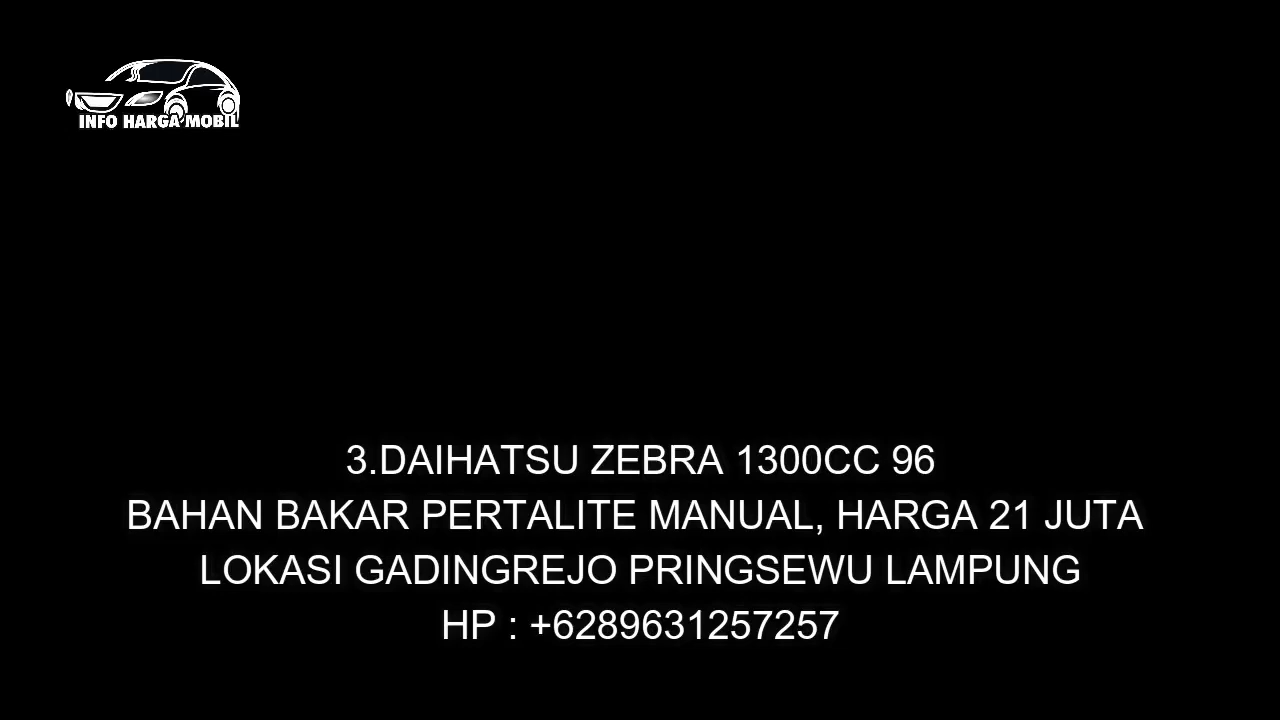 INFO HARGA MOBIL
3.DAIHATSU ZEBRA 1300CC 96
BAHAN BAKAR PERTALITE MANUAL, HARGA 21 JUTA
LOKASI GADINGREJO PRINGSEWU LAMPUNG
HP : +6289631257257